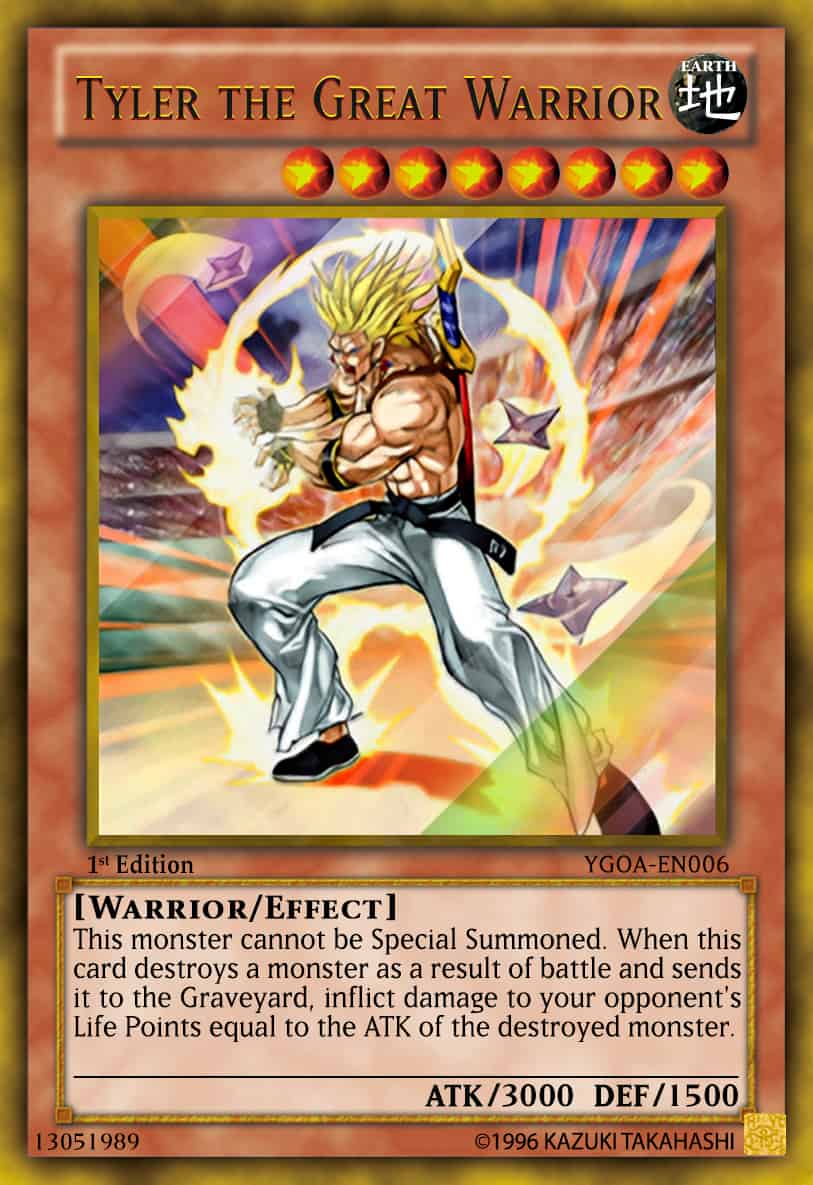 TYLER THE GREAT WARRIOR
EARTH
地
1st Edition
YGOA-EN006
[WARRIOR/EFFECT]
This monster cannot be Special Summoned. When this
card destroys a monster as a result of battle and sends
it to the Graveyard, inflict damage to your opponent's
Life Points equal to the ATK of the destroyed monster.
ATK/3000 DEF/1500
13051989
©1996 KAZUKI TAKAHASHI